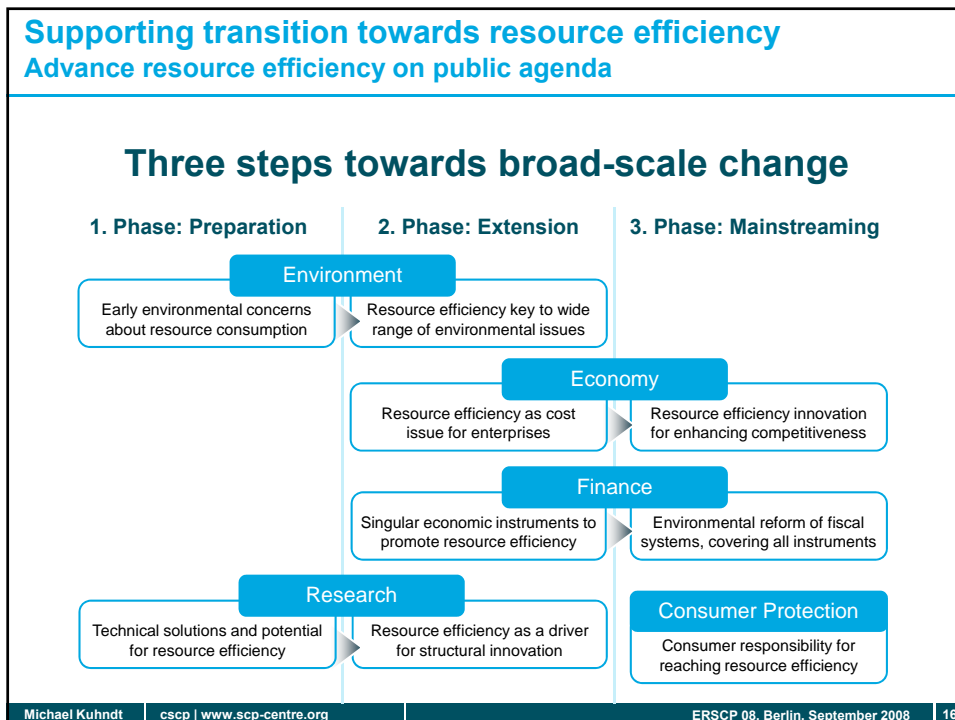 Supporting transition towards resource efficiency
Advance resource efficiency on public agenda
Three steps towards broad-scale change
1. Phase: Preparation
2. Phase: Extension
3. Phase: Mainstreaming
Environment
Early environmental concerns
about resource consumption
Resource efficiency key to wide
range of environmental issues
Economy
Resource efficiency as cost
issue for enterprises
Resource efficiency innovation
for enhancing competitiveness
Finance
Singular economic instruments to
promote resource efficiency
Environmental reform of fiscal
systems, covering all instruments
Research
Technical solutions and potential
for resource efficiency
Resource efficiency as a driver
for structural innovation
Consumer Protection
Consumer responsibility for
reaching resource efficiency
Michael Kuhndt
cscp | www.scp-centre.org
ERSCP 08, Berlin, September 2008
16